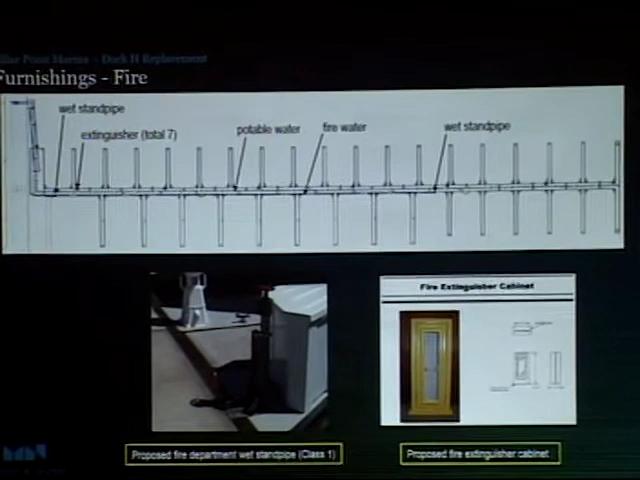 Pillar Point Marina - Dock H Replacement
Furnishings - Fire
wet standpipe
extinguisher (total 7)
potable water
fire water
wet standpipe
Fire Extinguisher Cabinet
Proposed fire department wet standpipe (Class 1)
Proposed fire extinguisher cabinet